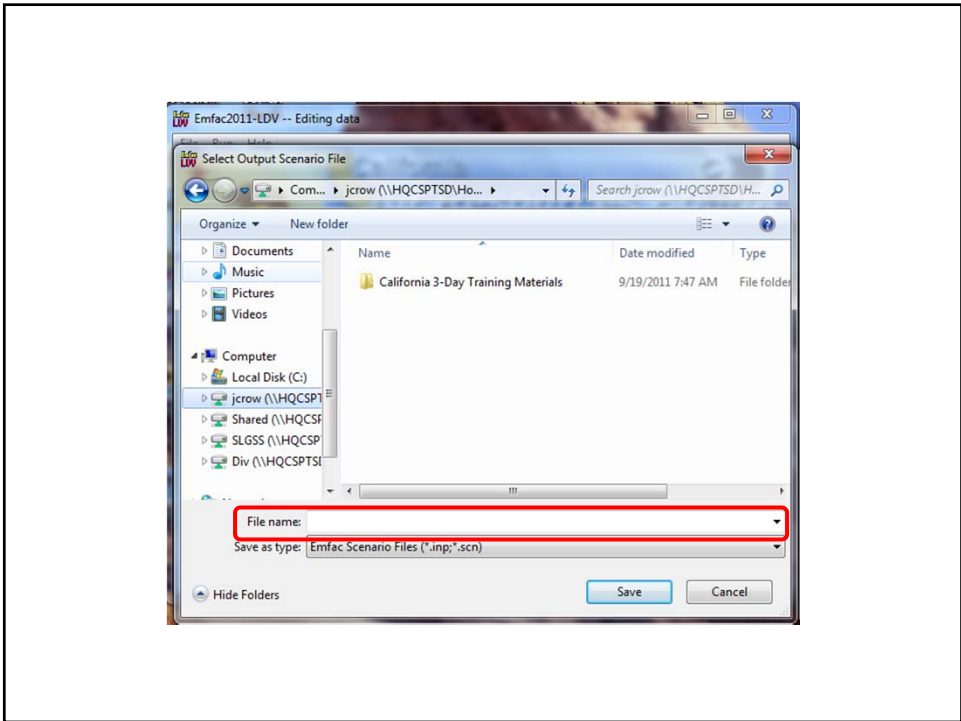 Emfac2011-LDV -- Editing data
File Run Help
Select Output Scenario File
Com... jcrow (\\HQCSPTSD\Ho... Search jcrow (\\HQCSPTSD\H...
Organize New folder
Documents
Music
Pictures
Videos
Computer
Local Disk (C:)
jcrow (\\HQCSPT
Shared (\\HQCSF
SLGSS (\\HQCSP
Div (\\HQCSPTSI
Name Date modified Type
California 3-Day Training Materials 9/19/2011 7:47 AM File folder
File name:
Save as type: Emfac Scenario Files (*.inp;*.scn)
Hide Folders Save Cancel